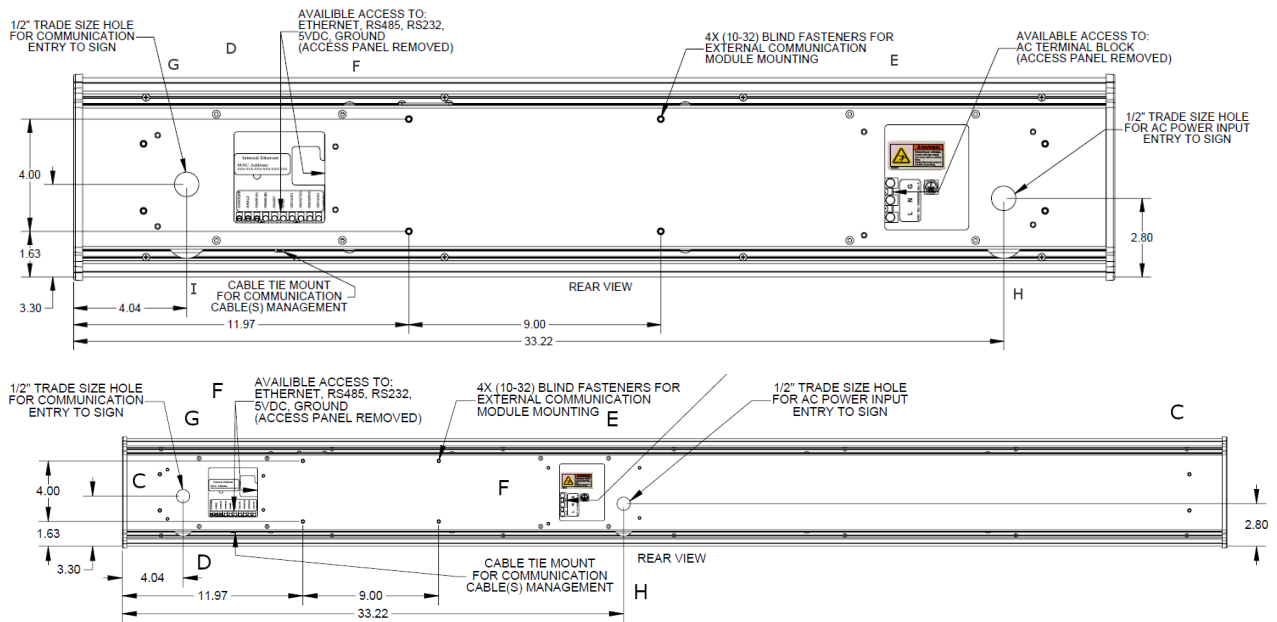 1/2" TRADE SIZE HOLE
FOR COMMUNICATION
ENTRY TO SIGN
AVAILIBLE ACCESS TO:
ETHERNET, RS485, RS232,
5VDC, GROUND
(ACCESS PANEL REMOVED)
4X (10-32) BLIND FASTENERS FOR
EXTERNAL COMMUNICATION
MODULE MOUNTING
AVAILABLE ACCESS TO:
AC TERMINAL BLOCK
(ACCESS PANEL REMOVED)
1/2" TRADE SIZE HOLE
FOR AC POWER INPUT
ENTRY TO SIGN
G
D
F
E
Internal Ethernet
MAC Address:
L N G
4.00
1.63
3.30
2.80
I
CABLE TIE MOUNT
FOR COMMUNICATION
CABLE(S) MANAGEMENT
REAR VIEW
H
4.04
11.97
9.00
33.22
1/2" TRADE SIZE HOLE
FOR COMMUNICATION
ENTRY TO SIGN
F
G
AVAILIBLE ACCESS TO:
ETHERNET, RS485, RS232,
5VDC, GROUND
(ACCESS PANEL REMOVED)
4X (10-32) BLIND FASTENERS FOR
EXTERNAL COMMUNICATION
MODULE MOUNTING
E
1/2" TRADE SIZE HOLE
FOR AC POWER INPUT
ENTRY TO SIGN
C
C
F
4.00
1.63
3.30
2.80
D
CABLE TIE MOUNT
FOR COMMUNICATION
CABLE(S) MANAGEMENT
REAR VIEW
H
4.04
11.97
9.00
33.22